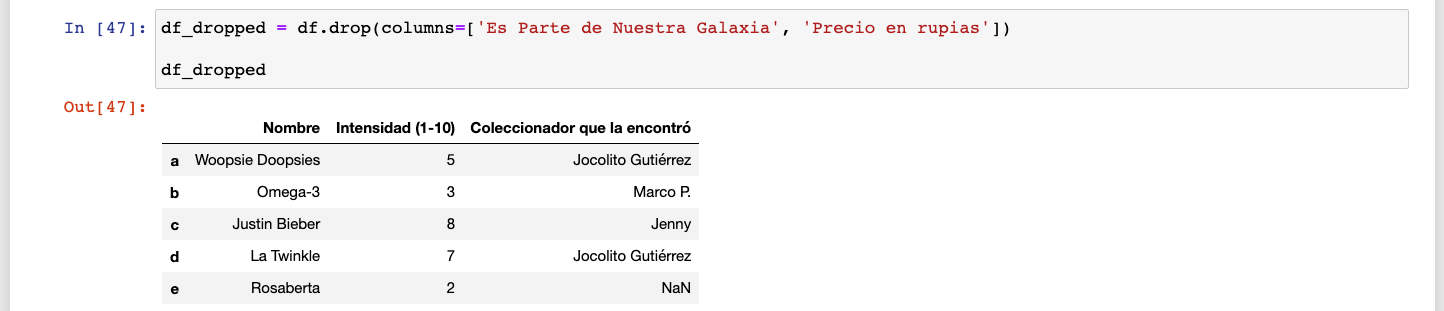 In [47]: df_dropped = df.drop(columns=['Es Parte de Nuestra Galaxia', 'Precio en rupias'])
df_dropped
Out[47]:
Nombre Intensidad (1-10) Coleccionador que la encontró
a Woopsie Doopsies 5 Jocolito Gutiérrez
b Omega-3 3 Marco P.
c Justin Bieber 8 Jenny
d La Twinkle 7 Jocolito Gutiérrez
e Rosaberta 2 NaN